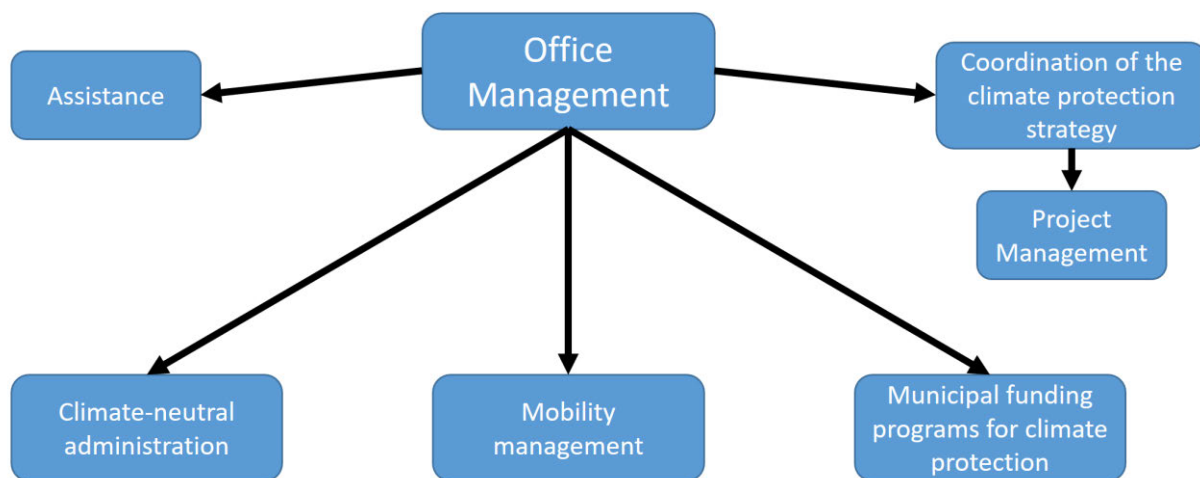 Office
Management
Assistance
Coordination of the
climate protection
strategy
Project
Management
Climate-neutral
administration
Mobility
management
Municipal funding
programs for climate
protection